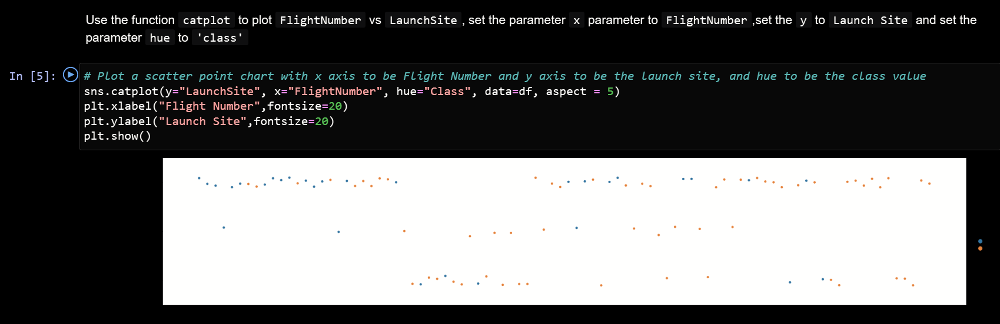 Use the function catplot to plot FlightNumber vs LaunchSite , set the parameter x parameter to FlightNumber ,set the y to Launch Site and set the
parameter hue to 'class'
In [5]:
# Plot a scatter point chart with x axis to be Flight Number and y axis to be the launch site, and hue to be the class value
sns.catplot(y="LaunchSite", x="FlightNumber", hue="Class", data=df, aspect = 5)
plt.xlabel("Flight Number",fontsize=20)
plt.ylabel("Launch Site",fontsize=20)
plt.show()